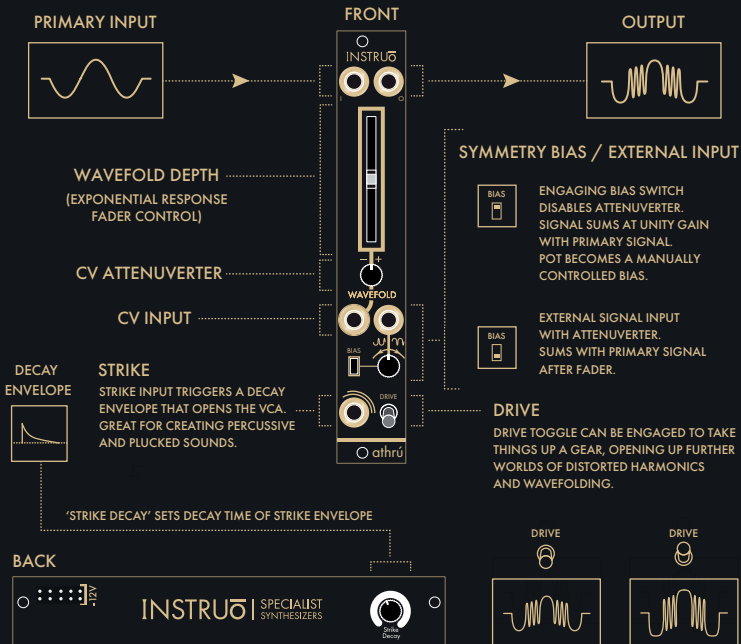 FRONT
PRIMARY INPUT
OUTPUT
INSTRUō
I
O
WAVEFOLD DEPTH
(EXPONENTIAL RESPONSE
FADER CONTROL)
SYMMETRY BIAS / EXTERNAL INPUT
BIAS
ENGAGING BIAS SWITCH
DISABLES ATTENUVERTER.
SIGNAL SUMS AT UNITY GAIN
WITH PRIMARY SIGNAL.
POT BECOMES A MANUALLY
CONTROLLED BIAS.
CV ATTENUVERTER
− +
WAVEFOLD
CV INPUT
BIAS
EXTERNAL SIGNAL INPUT
WITH ATTENUVERTER.
SUMS WITH PRIMARY SIGNAL
AFTER FADER.
BIAS
DECAY
ENVELOPE
STRIKE
STRIKE INPUT TRIGGERS A DECAY
ENVELOPE THAT OPENS THE VCA.
GREAT FOR CREATING PERCUSSIVE
AND PLUCKED SOUNDS.
DRIVE
athrú
DRIVE
DRIVE TOGGLE CAN BE ENGAGED TO TAKE
THINGS UP A GEAR, OPENING UP FURTHER
WORLDS OF DISTORTED HARMONICS
AND WAVEFOLDING.
'STRIKE DECAY' SETS DECAY TIME OF STRIKE ENVELOPE
DRIVE
DRIVE
BACK
-12V
INSTRUō
SPECIALIST
SYNTHESIZERS
Strike
Decay